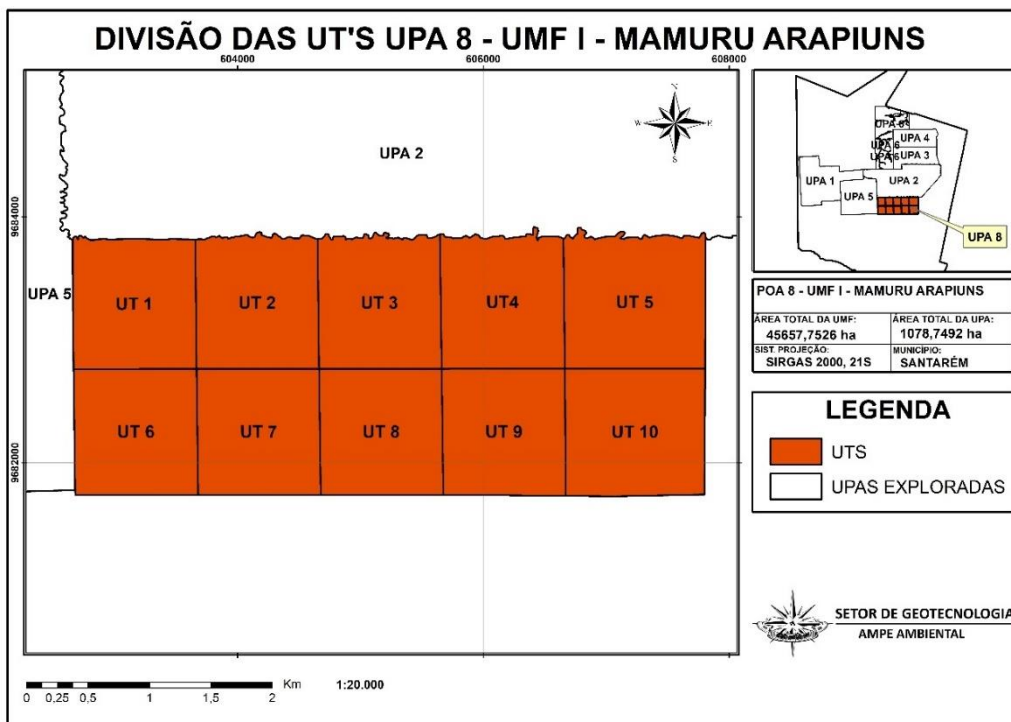 DIVISÃO DAS UT'S UPA 8 - UMF I - MAMURU ARAPIUNS
604000
606000
608000
9684000
9682000
N
W
E
S
UPA 2
UPA 5
UT 1
UT 2
UT 3
UT4
UT 5
UT 6
UT 7
UT 8
UT 9
UT 10
UPA 6
UPA 4
UPA 6
UPA 3
UPA 1
UPA 2
UPA 5
UPA 8
POA 8 - UMF I - MAMURU ARAPIUNS
ÁREA TOTAL DA UMF:
45657,7526 ha
ÁREA TOTAL DA UPA:
1078,7492 ha
SIST. PROJEÇÃO:
SIRGAS 2000, 21S
MUNICÍPIO:
SANTARÉM
LEGENDA
UTS
UPAS EXPLORADAS
SETOR DE GEOTECNOLOGIA
AMPE AMBIENTAL
0 0,25 0,5 1 1,5 2
Km
1:20.000